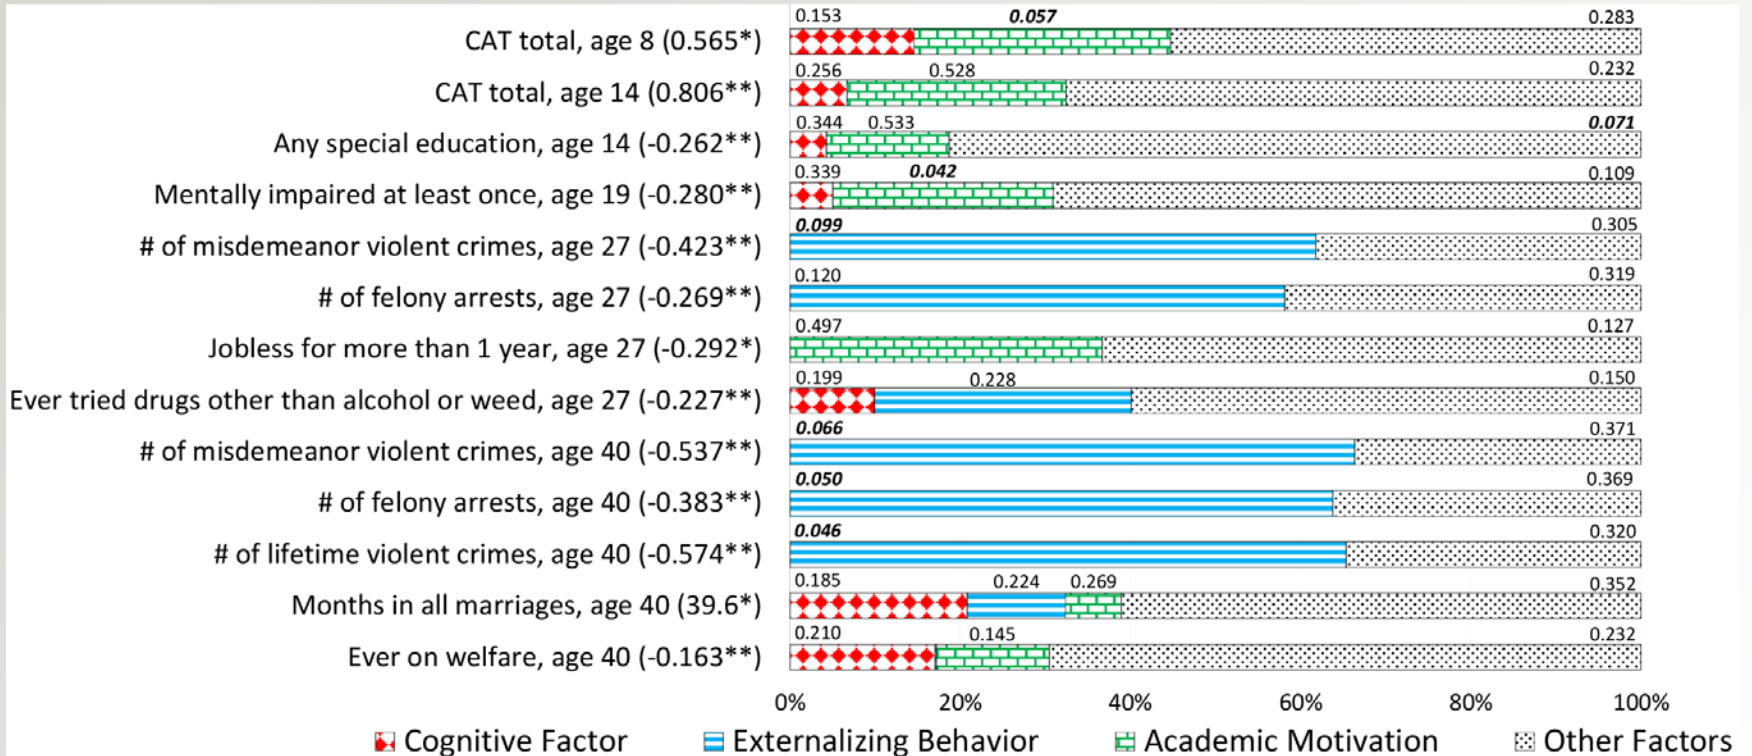 0.153 0.057 0.283
CAT total, age 8 (0.565*)
0.256 0.528 0.232
CAT total, age 14 (0.806**)
0.344 0.533 0.071
Any special education, age 14 (-0.262**)
0.339 0.042 0.109
Mentally impaired at least once, age 19 (-0.280**)
0.099 0.305
# of misdemeanor violent crimes, age 27 (-0.423**)
0.120 0.319
# of felony arrests, age 27 (-0.269**)
0.497 0.127
Jobless for more than 1 year, age 27 (-0.292*)
0.199 0.228 0.150
Ever tried drugs other than alcohol or weed, age 27 (-0.227**)
0.066 0.371
# of misdemeanor violent crimes, age 40 (-0.537**)
0.050 0.369
# of felony arrests, age 40 (-0.383**)
0.046 0.320
# of lifetime violent crimes, age 40 (-0.574**)
0.185 0.224 0.269 0.352
Months in all marriages, age 40 (39.6*)
0.210 0.145 0.232
Ever on welfare, age 40 (-0.163**)
0% 20% 40% 60% 80% 100%
Cognitive Factor Externalizing Behavior Academic Motivation Other Factors